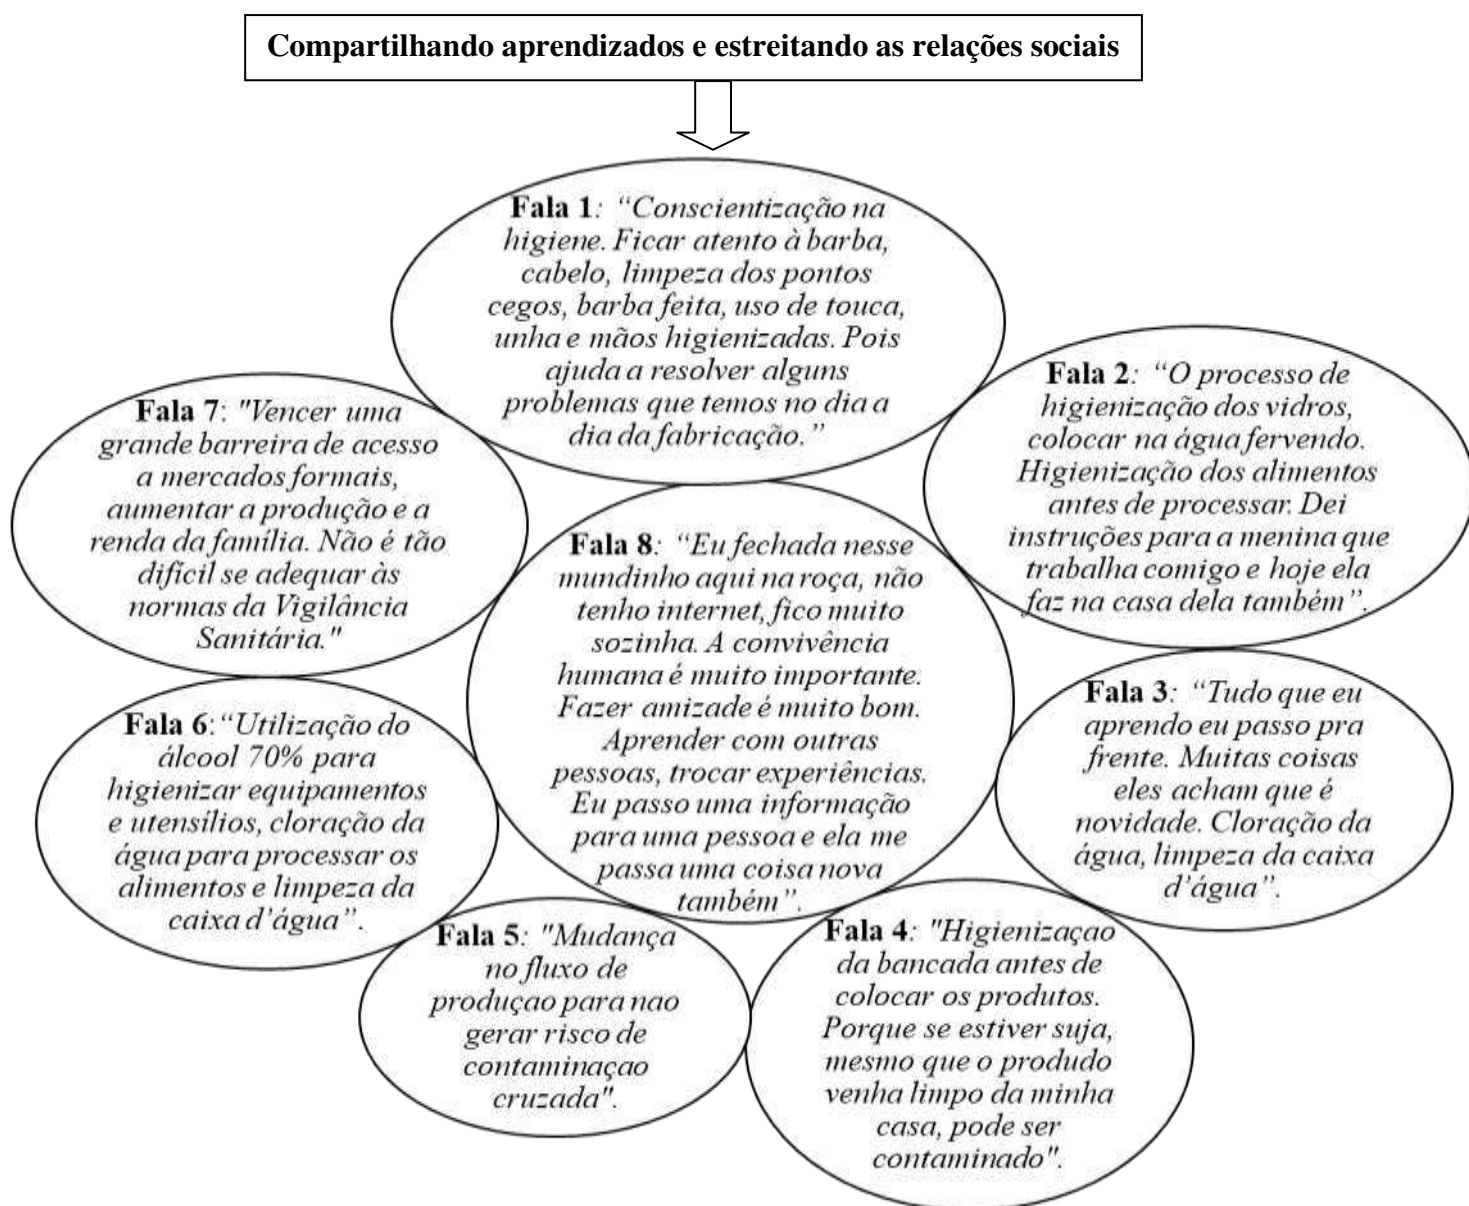 Compartilhando aprendizados e estreitando as relações sociais
Fala 1: “Conscientização na
higiene. Ficar atento à barba,
cabelo, limpeza dos pontos
cegos, barba feita, uso de touca,
unha e mãos higienizadas. Pois
ajuda a resolver alguns
problemas que temos no dia a
dia da fabricação.”
Fala 2: “O processo de
higienização dos vidros,
colocar na água fervendo.
Higienização dos alimentos
antes de processar. Dei
instruções para a menina que
trabalha comigo e hoje ela
faz na casa dela também”.
Fala 3: “Tudo que eu
aprendo eu passo pra
frente. Muitas coisas
eles acham que é
novidade. Cloração da
água, limpeza da caixa
d’água”.
Fala 4: "Higienizaçao
da bancada antes de
colocar os produtos.
Porque se estiver suja,
mesmo que o produdo
venha limpo da minha
casa, pode ser
contaminado".
Fala 5: "Mudança
no fluxo de
produçao para nao
gerar risco de
contaminaçao
cruzada".
Fala 6:“Utilização do
álcool 70% para
higienizar equipamentos
e utensílios, cloração da
água para processar os
alimentos e limpeza da
caixa d’água”.
Fala 7: "Vencer uma
grande barreira de acesso
a mercados formais,
aumentar a produção e a
renda da família. Não é tão
difícil se adequar às
normas da Vigilância
Sanitária."
Fala 8: “Eu fechada nesse
mundinho aqui na roça, não
tenho internet, fico muito
sozinha. A convivência
humana é muito importante.
Fazer amizade é muito bom.
Aprender com outras
pessoas, trocar experiências.
Eu passo uma informação
para uma pessoa e ela me
passa uma coisa nova
também”.